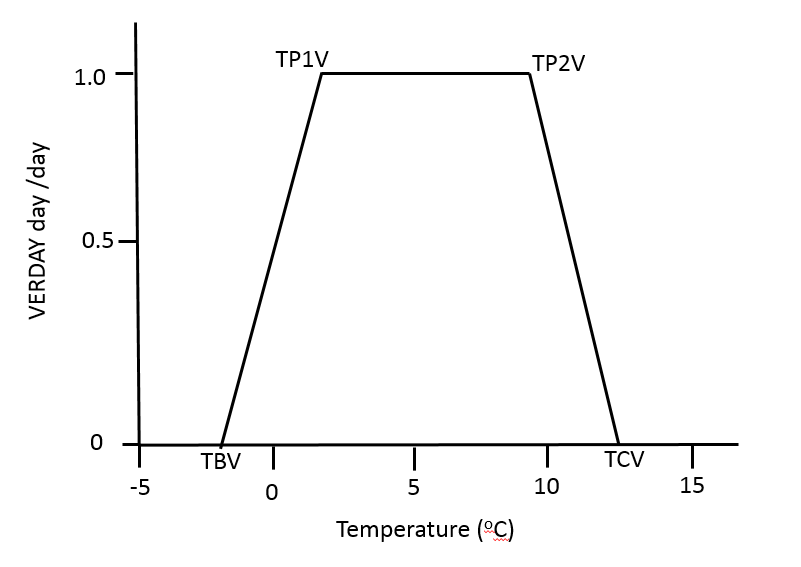 TP1V
TP2V
1.0
VERDAY day /day
0.5
0
TBV
TCV
-5
0
5
10
15
Temperature (ºC)